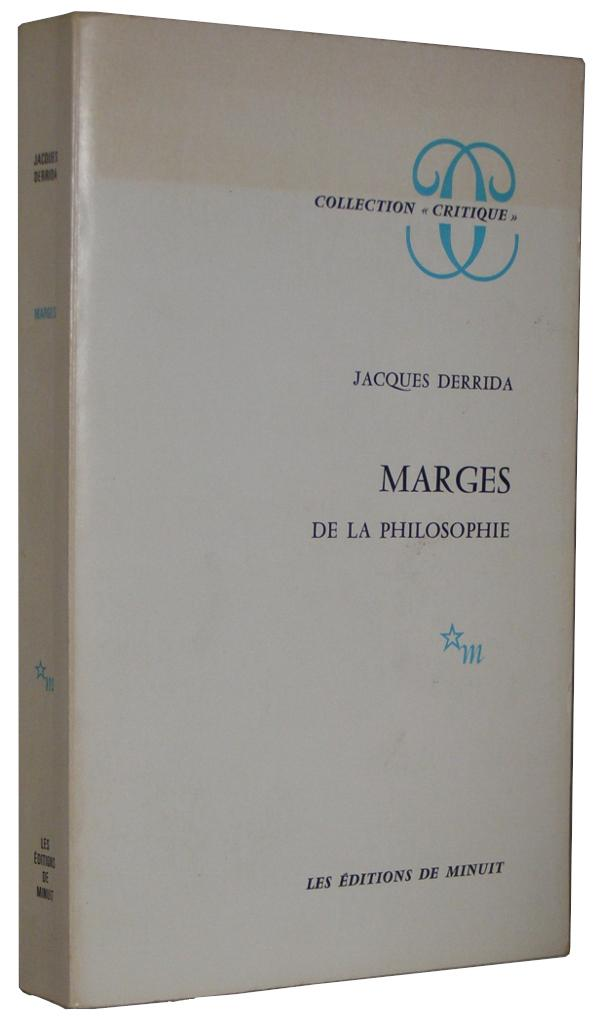 JACQUES
DERRIDA
MARGES
m
LES
ÉDITIONS
DE
MINUIT
COLLECTION « CRITIQUE »
JACQUES DERRIDA
MARGES
DE LA PHILOSOPHIE
m
LES ÉDITIONS DE MINUIT